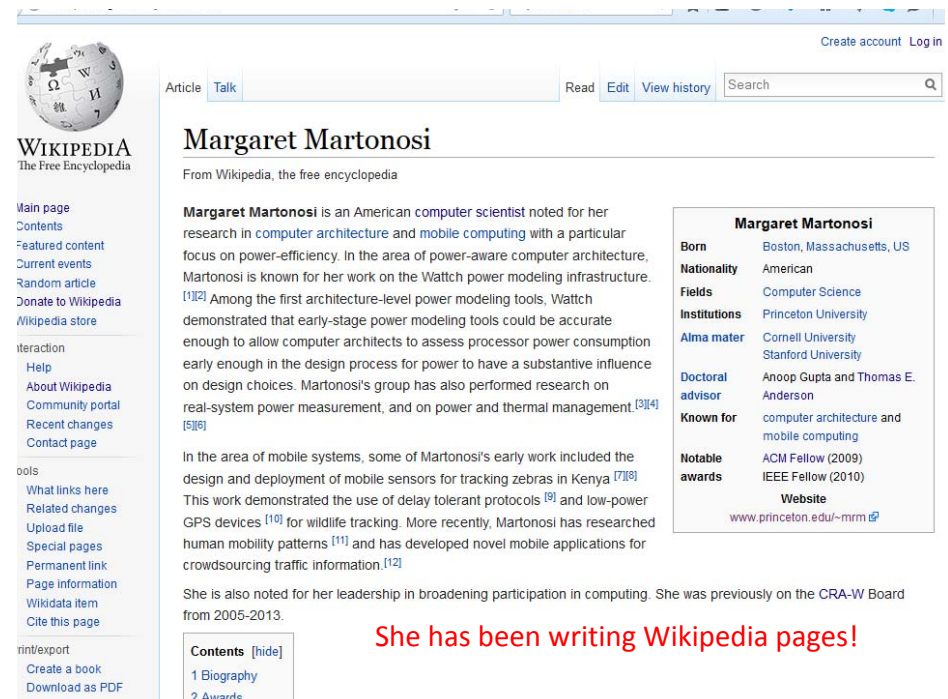 Create account Log in
WIKIPEDIA
The Free Encyclopedia
Article Talk
Read Edit View history Search
Margaret Martonosi
From Wikipedia, the free encyclopedia
Main page
Contents
Featured content
Current events
Random article
Donate to Wikipedia
Wikipedia store
Interaction
Help
About Wikipedia
Community portal
Recent changes
Contact page
Tools
What links here
Related changes
Upload file
Special pages
Permanent link
Page information
Wikidata item
Cite this page
Print/export
Create a book
Download as PDF
Margaret Martonosi is an American computer scientist noted for her
research in computer architecture and mobile computing with a particular
focus on power-efficiency. In the area of power-aware computer architecture,
Martonosi is known for her work on the Wattch power modeling infrastructure.
[1][2] Among the first architecture-level power modeling tools, Wattch
demonstrated that early-stage power modeling tools could be accurate
enough to allow computer architects to assess processor power consumption
early enough in the design process for power to have a substantive influence
on design choices. Martonosi's group has also performed research on
real-system power measurement, and on power and thermal management.[3][4]
[5][6]
In the area of mobile systems, some of Martonosi's early work included the
design and deployment of mobile sensors for tracking zebras in Kenya [7][8]
This work demonstrated the use of delay tolerant protocols [9] and low-power
GPS devices [10] for wildlife tracking. More recently, Martonosi has researched
human mobility patterns [11] and has developed novel mobile applications for
crowdsourcing traffic information.[12]
She is also noted for her leadership in broadening participation in computing. She was previously on the CRA-W Board
from 2005-2013.
Margaret Martonosi
Born Boston, Massachusetts, US
Nationality American
Fields Computer Science
Institutions Princeton University
Alma mater Cornell University
Stanford University
Doctoral advisor Anoop Gupta and Thomas E.
Anderson
Known for computer architecture and
mobile computing
Notable awards ACM Fellow (2009)
IEEE Fellow (2010)
Website
www.princeton.edu/~mrm
Contents [hide]
1 Biography
2 Awards
She has been writing Wikipedia pages!